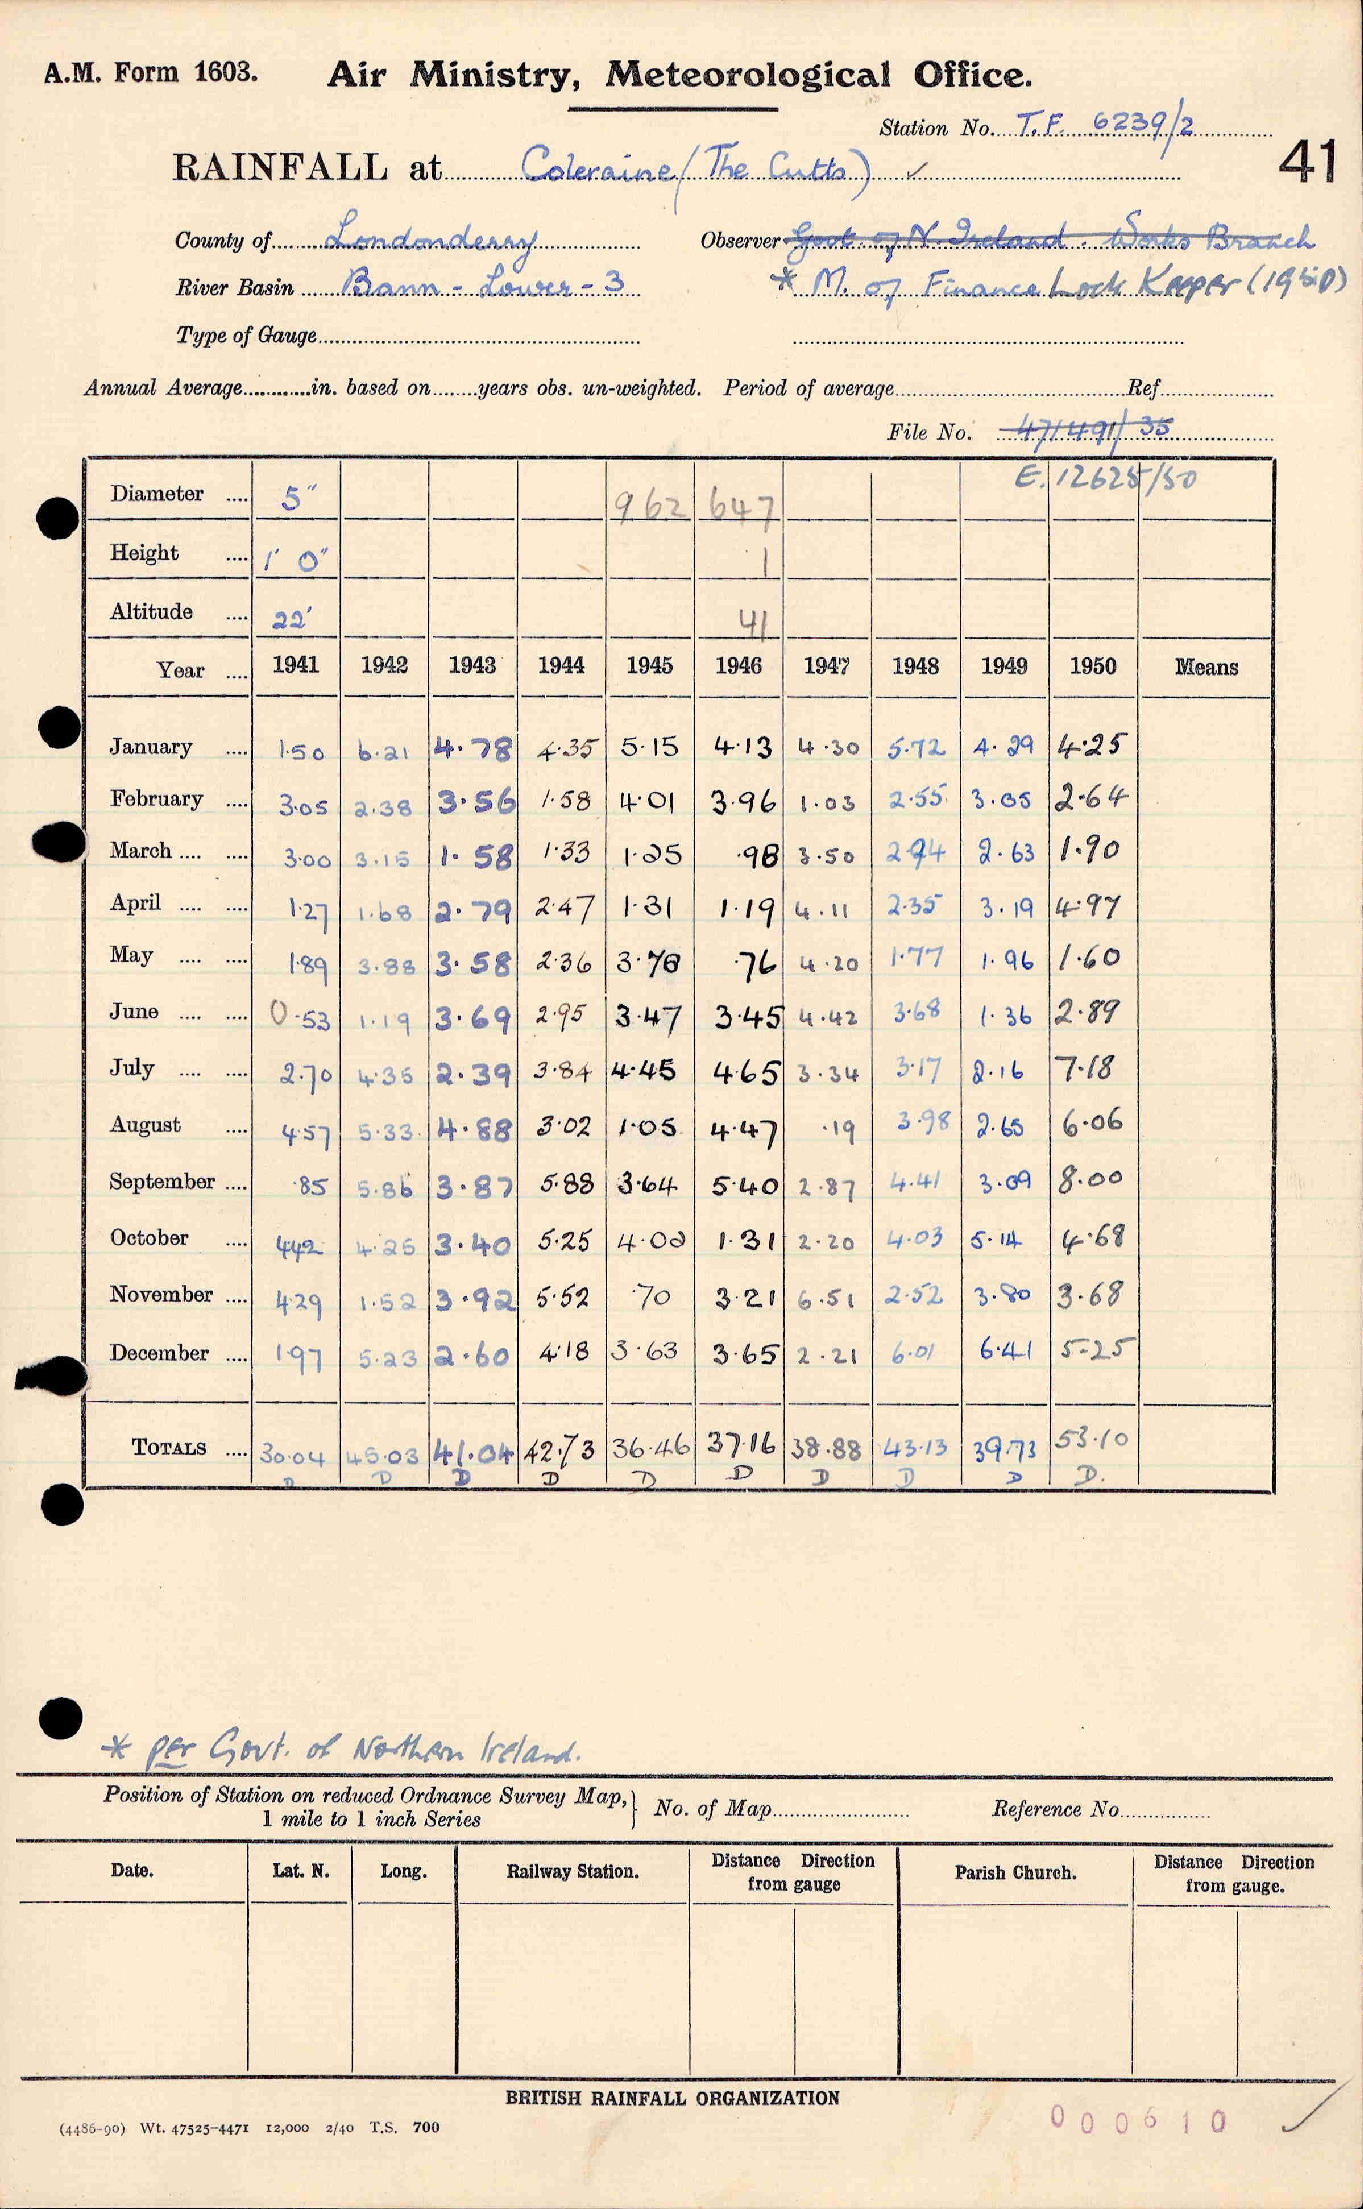 A.M. Form 1603. Air Ministry, Meteorological Office.
Station No. T.F. 6239/2
41
RAINFALL at Coleraine (The Cutts) ✓
County of Londonderry Observer Govt. of N. Ireland. Works Branch
River Basin Bann - Lower - 3 * M. of Finance Lock Keeper (1950)
Type of Gauge
Annual Average in. based on years obs. un-weighted. Period of average Ref
File No. 471491/35
E.12625/50
Diameter 5" 962 647
Height 1' 0" 1
Altitude 22' 41
Year 1941 1942 1943 1944 1945 1946 1947 1948 1949 1950 Means
January 1.50 6.21 4.78 4.35 5.15 4.13 4.30 5.72 4.29 4.25
February 3.05 2.38 3.56 1.58 4.01 3.96 1.03 2.55 3.05 2.64
March 3.00 3.15 1.58 1.33 1.25 .98 3.50 2.94 2.63 1.90
April 1.27 1.68 2.79 2.47 1.31 1.19 4.11 2.35 3.19 4.97
May 1.89 3.88 3.58 2.36 3.78 .76 4.20 1.77 1.96 1.60
June 0.53 1.19 3.69 2.95 3.47 3.45 4.42 3.68 1.36 2.89
July 2.70 4.35 2.39 3.84 4.45 4.65 3.34 3.17 2.16 7.18
August 4.57 5.33 4.88 3.02 1.05 4.47 .19 3.98 2.65 6.06
September .85 5.86 3.87 5.88 3.64 5.40 2.87 4.41 3.09 8.00
October 4.42 4.25 3.40 5.25 4.02 1.31 2.20 4.03 5.14 4.68
November 4.29 1.52 3.92 5.52 .70 3.21 6.51 2.52 3.80 3.68
December 1.97 5.23 2.60 4.18 3.63 3.65 2.21 6.01 6.41 5.25
TOTALS 30.04 45.03 41.04 42.73 36.46 37.16 38.88 43.13 39.73 53.10
D D D D D D D D D D.
* per Govt. of Northern Ireland.
Position of Station on reduced Ordnance Survey Map, 1 mile to 1 inch Series } No. of Map Reference No
Date. Lat. N. Long. Railway Station. Distance Direction from gauge Parish Church. Distance Direction from gauge.
BRITISH RAINFALL ORGANIZATION
(4486-90) Wt. 47525-4471 12,000 2/40 T.S. 700
000610